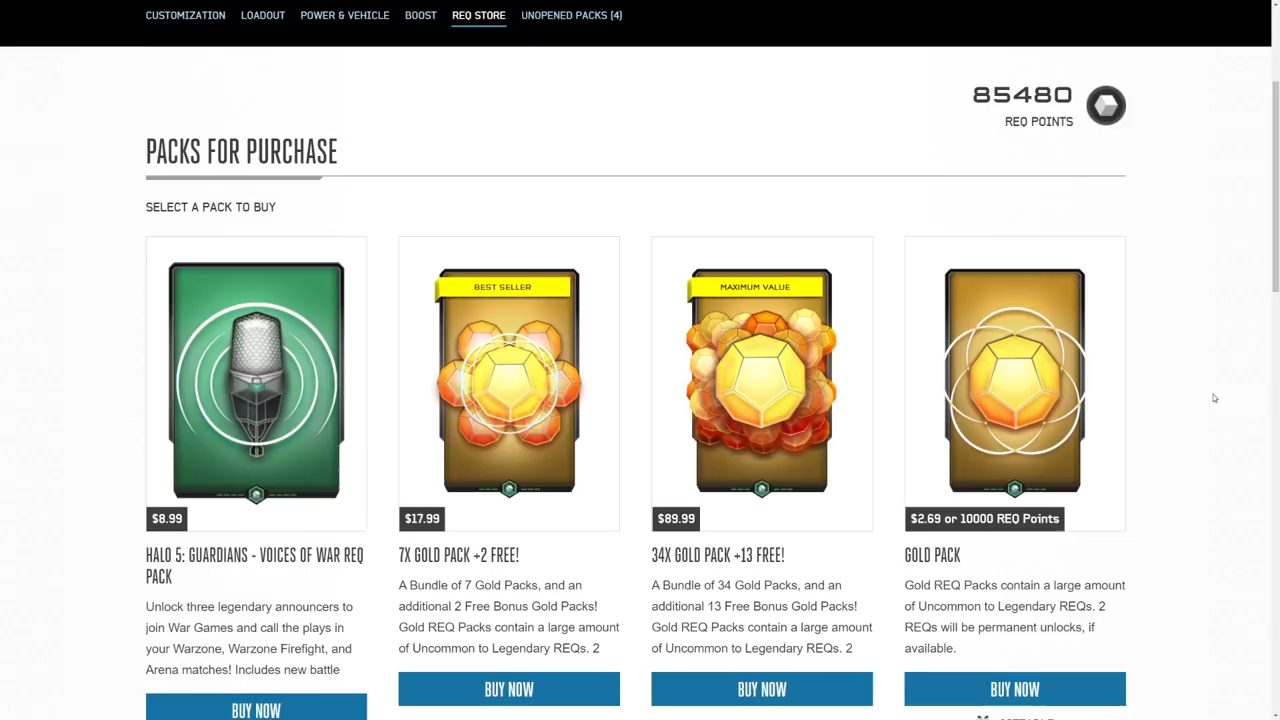 CUSTOMIZATION LOADOUT POWER & VEHICLE BOOST REQ STORE UNOPENED PACKS (4)
85480
REQ POINTS
PACKS FOR PURCHASE
SELECT A PACK TO BUY
$8.99
HALO 5: GUARDIANS - VOICES OF WAR REQ
PACK
Unlock three legendary announcers to
join War Games and call the plays in
your Warzone, Warzone Firefight, and
Arena matches! Includes new battle
BUY NOW
BEST SELLER
$17.99
7X GOLD PACK +2 FREE!
A Bundle of 7 Gold Packs, and an
additional 2 Free Bonus Gold Packs!
Gold REQ Packs contain a large amount
of Uncommon to Legendary REQs. 2
BUY NOW
MAXIMUM VALUE
$89.99
34X GOLD PACK +13 FREE!
A Bundle of 34 Gold Packs, and an
additional 13 Free Bonus Gold Packs!
Gold REQ Packs contain a large amount
of Uncommon to Legendary REQs. 2
BUY NOW
$2.69 or 10000 REQ Points
GOLD PACK
Gold REQ Packs contain a large amount
of Uncommon to Legendary REQs. 2
REQs will be permanent unlocks, if
available.
BUY NOW